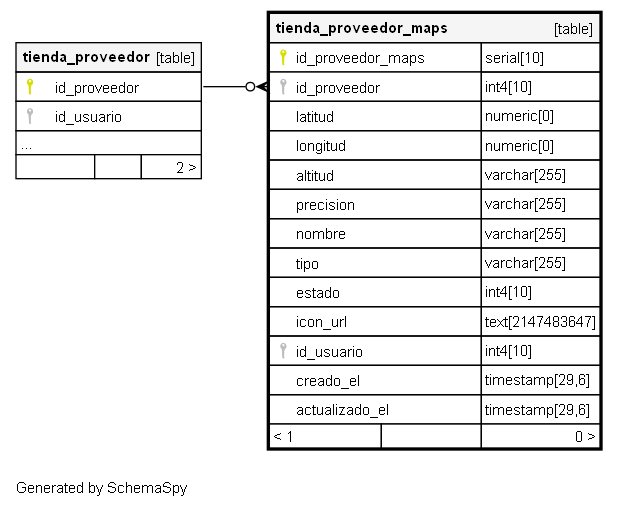 tienda_proveedor [table]
id_proveedor
id_usuario
...
2 >
tienda_proveedor_maps [table]
id_proveedor_maps serial[10]
id_proveedor int4[10]
latitud numeric[0]
longitud numeric[0]
altitud varchar[255]
precision varchar[255]
nombre varchar[255]
tipo varchar[255]
estado int4[10]
icon_url text[2147483647]
id_usuario int4[10]
creado_el timestamp[29,6]
actualizado_el timestamp[29,6]
< 1 0 >
Generated by SchemaSpy